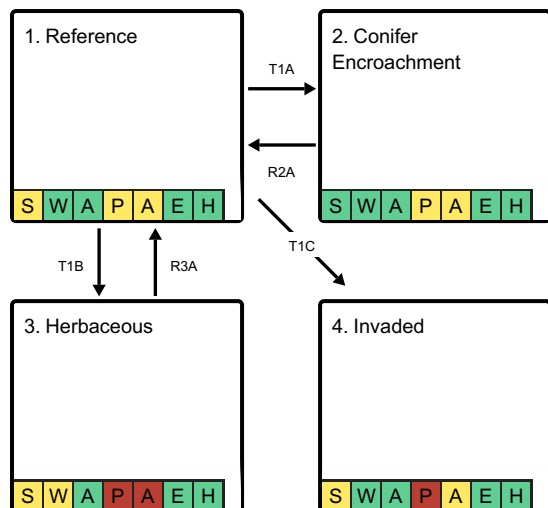 1. Reference
2. Conifer
Encroachment
T1A
R2A
S W A P A E H
S W A P A E H
T1B
R3A
T1C
3. Herbaceous
4. Invaded
S W A P A E H
S W A P A E H